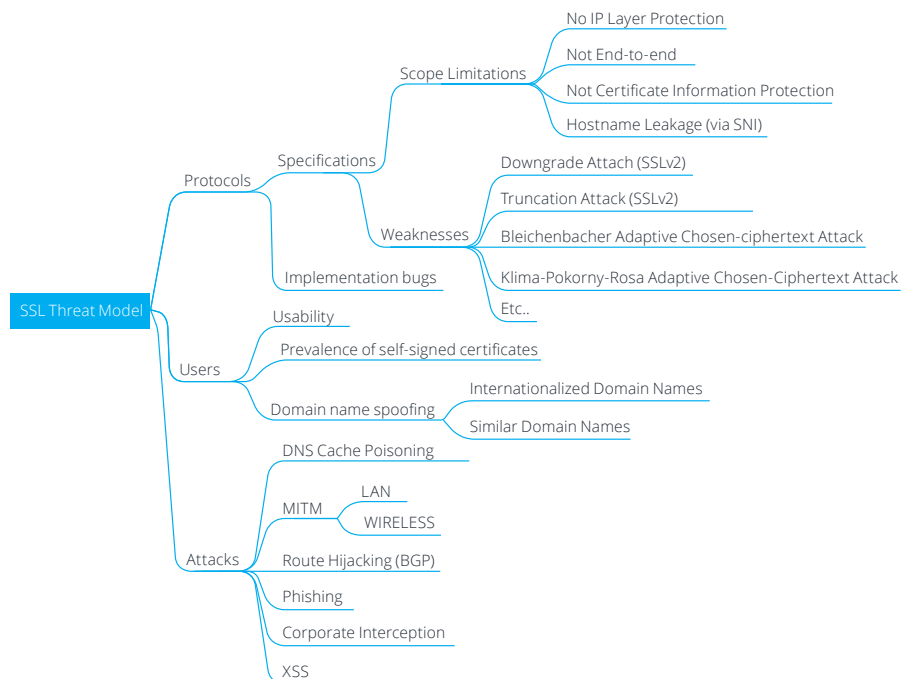 No IP Layer Protection
Not End-to-end
Scope Limitations
Not Certificate Information Protection
Hostname Leakage (via SNI)
Specifications
Downgrade Attach (SSLv2)
Protocols
Truncation Attack (SSLv2)
Weaknesses
Bleichenbacher Adaptive Chosen-ciphertext Attack
Implementation bugs
Klima-Pokorny-Rosa Adaptive Chosen-Ciphertext Attack
Etc..
SSL Threat Model
Usability
Prevalence of self-signed certificates
Users
Internationalized Domain Names
Domain name spoofing
Similar Domain Names
DNS Cache Poisoning
LAN
MITM
WIRELESS
Attacks
Route Hijacking (BGP)
Phishing
Corporate Interception
XSS